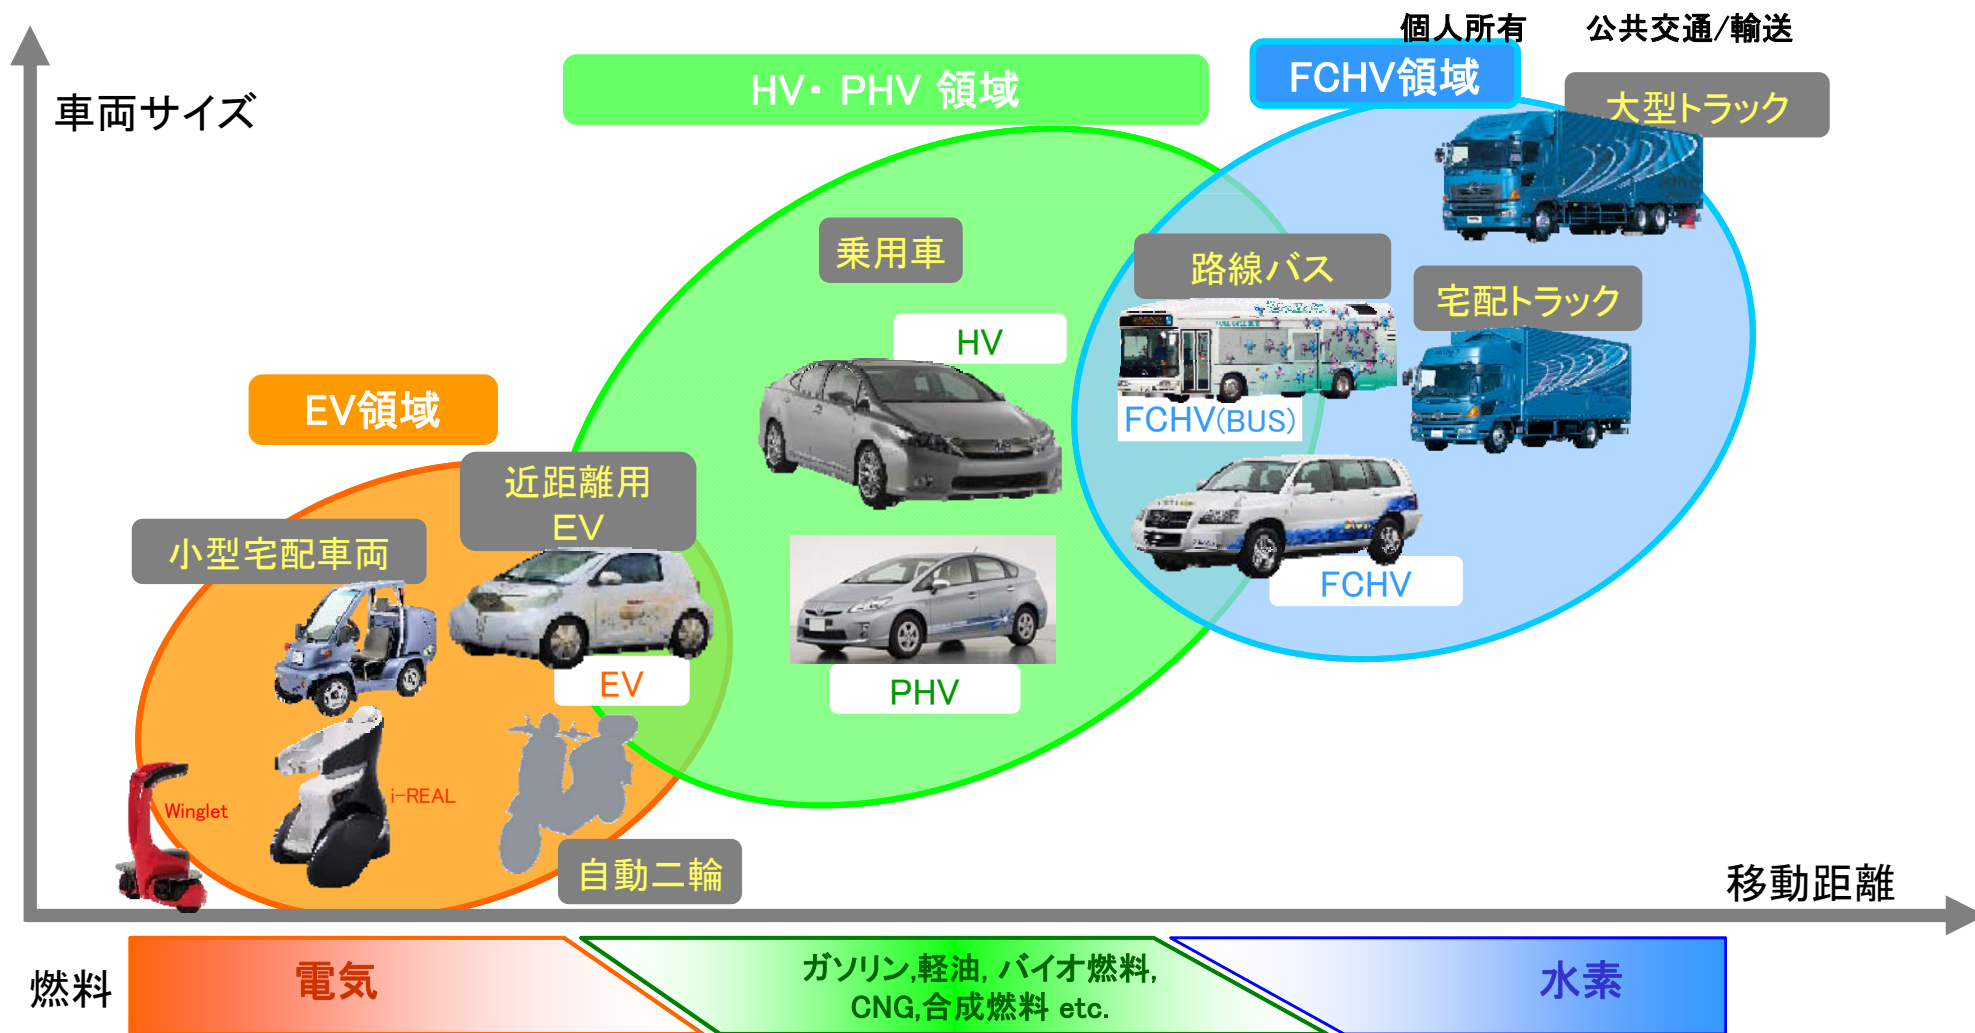 個人所有 公共交通/輸送
HV・PHV 領域
FCHV領域
車両サイズ
大型トラック
乗用車
路線バス
宅配トラック
HV
EV領域
FCHV(BUS)
近距離用
EV
小型宅配車両
FCHV
EV
PHV
i-REAL
Winglet
自動二輪
移動距離
燃料
電気
ガソリン,軽油, バイオ燃料,
CNG,合成燃料 etc.
水素